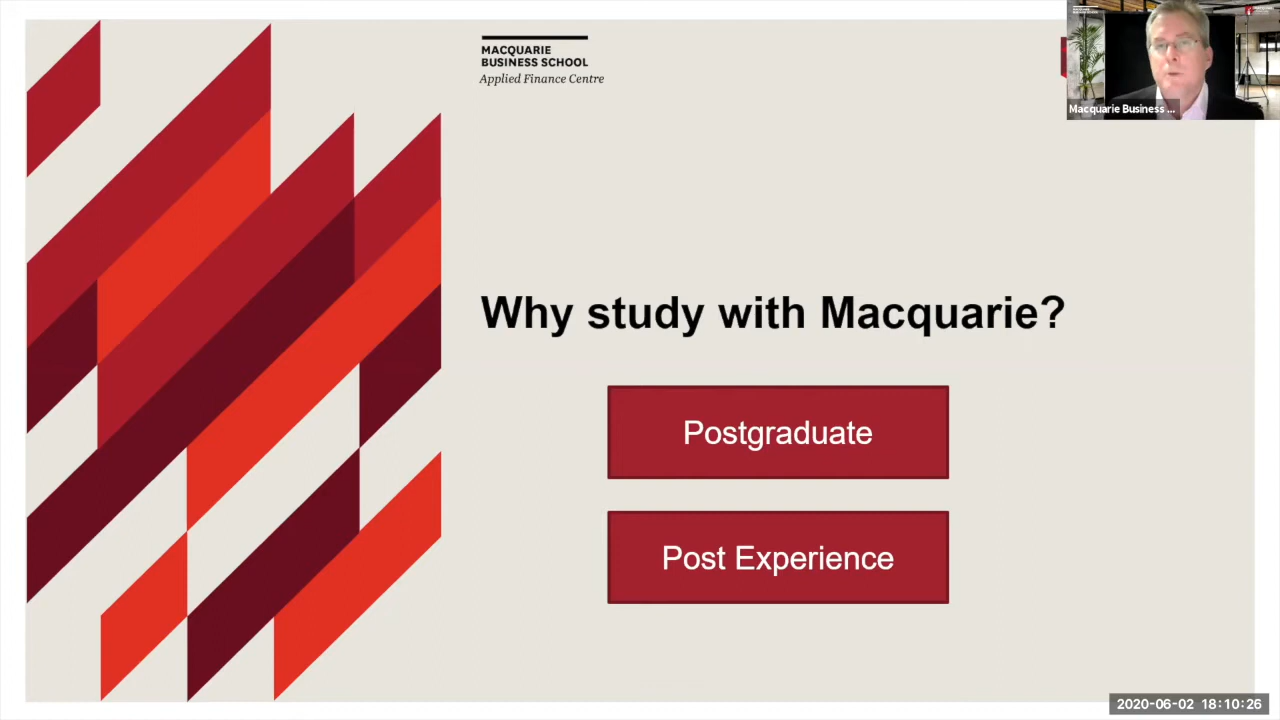 MACQUARIE
BUSINESS SCHOOL
Applied Finance Centre
Macquarie Business ...
Why study with Macquarie?
Postgraduate
Post Experience
2020-06-02 18:10:26